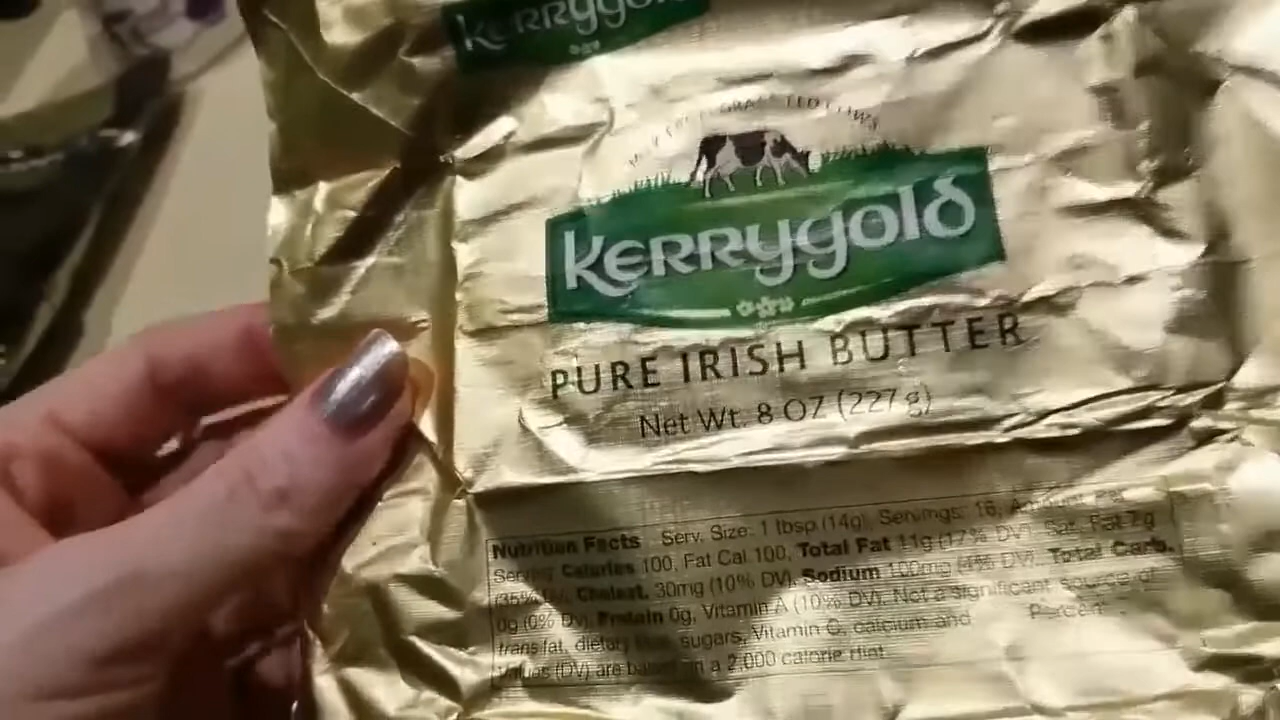 Kerrygold
GRASS FED COWS
Kerrygold
PURE IRISH BUTTER
Net Wt. 8 OZ (227g)
Nutrition Facts Serv. Size: 1 tbsp (14g), Servings: 16, Amount Per
Serving: Calories 100, Fat Cal 100, Total Fat 11g (17% DV), Sat. Fat 7g
(35% DV), Cholest. 30mg (10% DV), Sodium 100mg (4% DV), Total Carb.
0g (0% DV), Protein 0g, Vitamin A (10% DV). Not a significant source of
trans fat, dietary fiber, sugars, Vitamin C, calcium and Percent
Values (DV) are based on a 2,000 calorie diet.